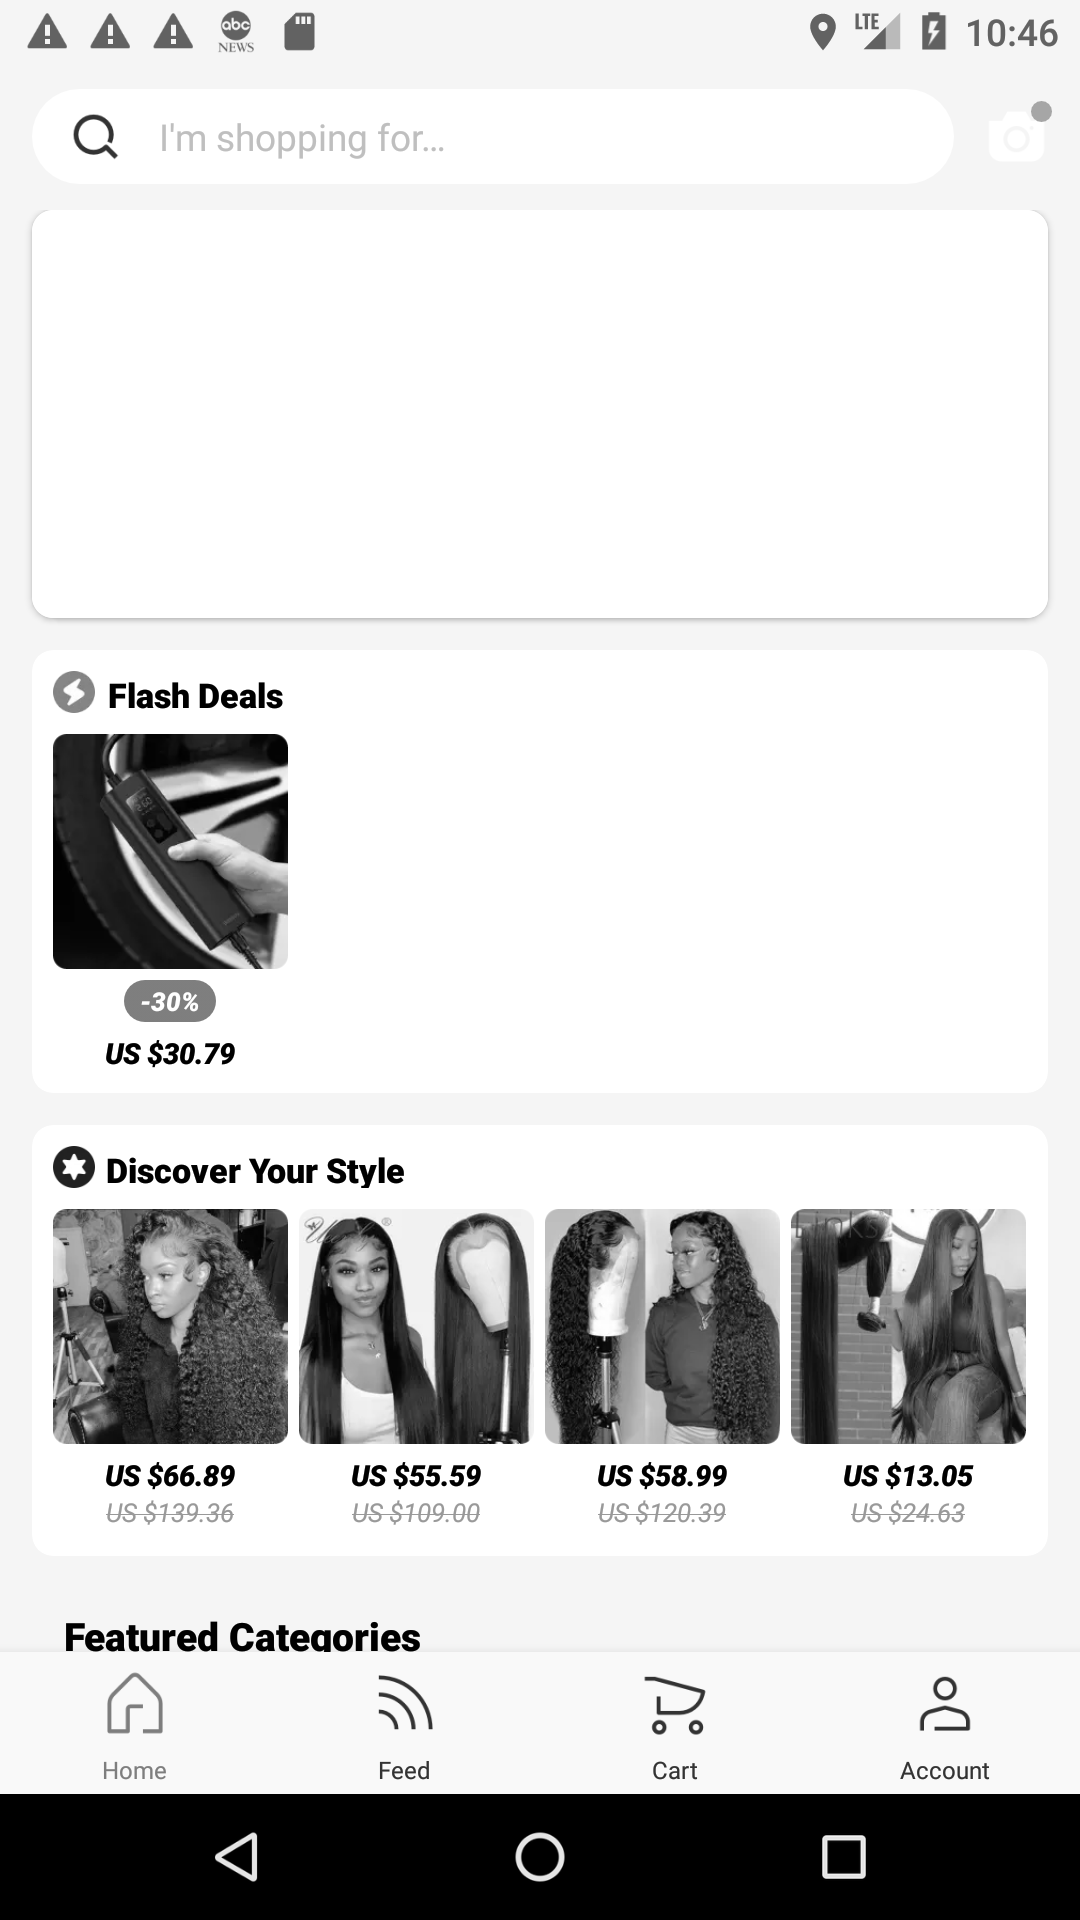 abc
NEWS
LTE
10:46
I'm shopping for...
Flash Deals
-30%
US $30.79
Discover Your Style
US $66.89
US $55.59
US $58.99
US $13.05
US $139.36
US $109.00
US $120.39
US $24.63
Featured Categories
Home
Feed
Cart
Account